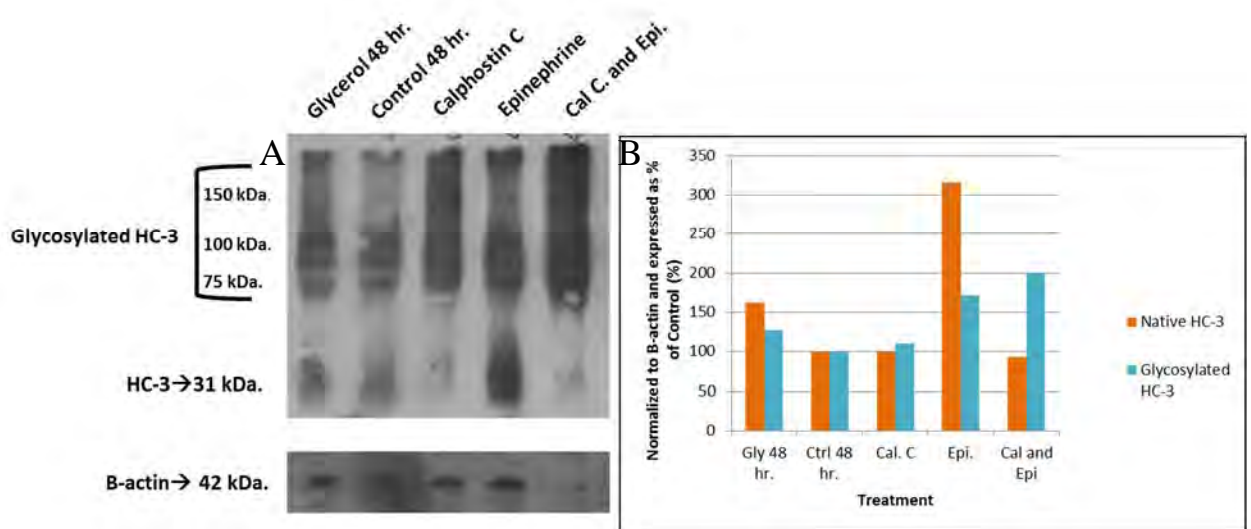 Glycerol 48 hr.
Control 48 hr.
Calphostin C
Epinephrine
Cal C. and Epi.
A
150 kDa.
Glycosylated HC-3
100 kDa.
75 kDa.
HC-3→31 kDa.
B-actin→ 42 kDa.
B
Normalized to B-actin and expressed as %
of Control (%)
350
300
250
200
150
100
50
0
Gly 48
hr.
Ctrl 48
hr.
Cal. C
Epi.
Cal and
Epi
Treatment
Native HC-3
Glycosylated
HC-3